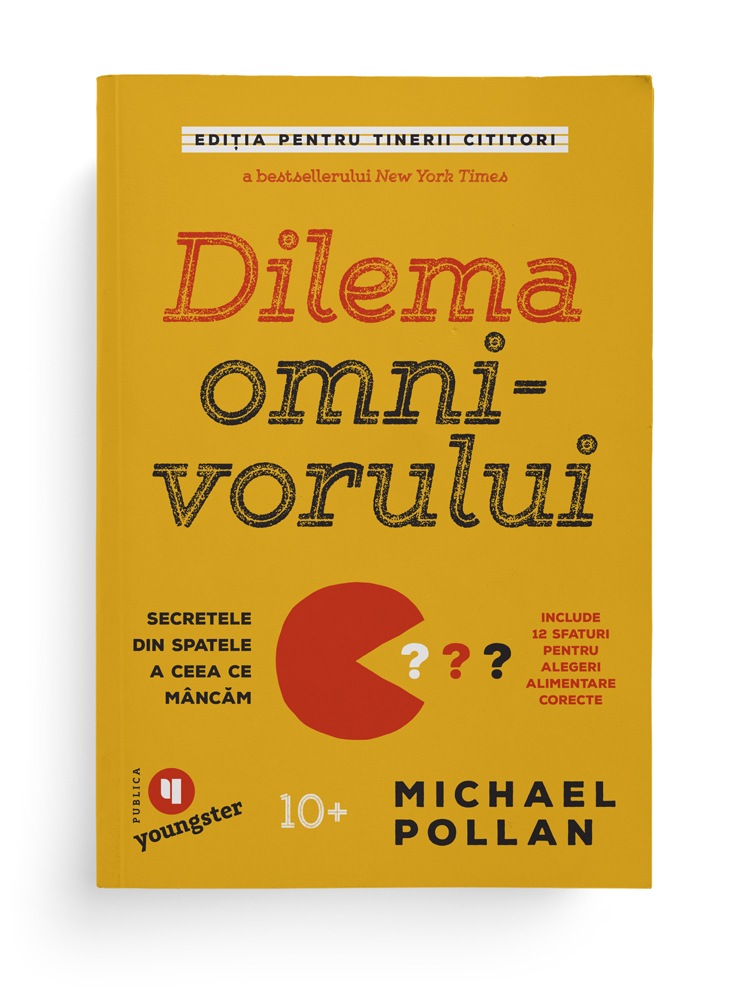 EDIȚIA PENTRU TINERII CITITORI
a bestsellerului New York Times
Dilema
omni-
vorului
SECRETELE
DIN SPATELE
A CEEA CE
MÂNCĂM
? ? ?
INCLUDE
12 SFATURI
PENTRU
ALEGERI
ALIMENTARE
CORECTE
PUBLICA
youngster
10+
MICHAEL
POLLAN